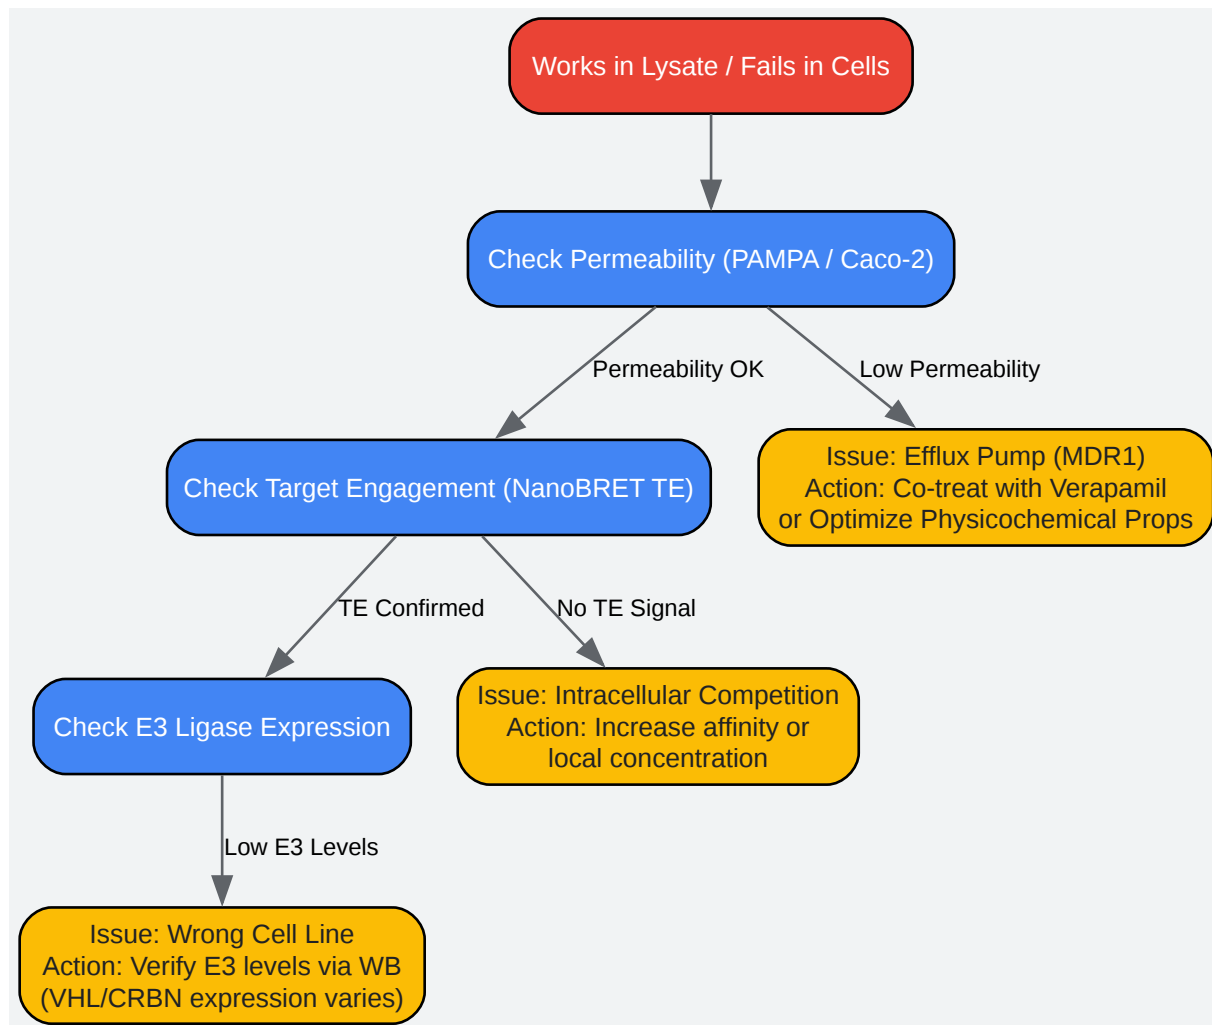 Works in Lysate / Fails in Cells
Check Permeability (PAMPA / Caco-2)
Permeability OK
Low Permeability
Check Target Engagement (NanoBRET TE)
Issue: Efflux Pump (MDR1)
Action: Co-treat with Verapamil
or Optimize Physicochemical Props
TE Confirmed
No TE Signal
Check E3 Ligase Expression
Issue: Intracellular Competition
Action: Increase affinity or
local concentration
Low E3 Levels
Issue: Wrong Cell Line
Action: Verify E3 levels via WB
(VHL/CRBN expression varies)